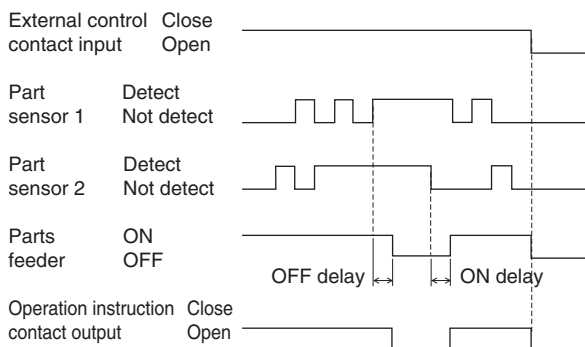 External control Close
contact input Open
Part Detect
sensor 1 Not detect
Part Detect
sensor 2 Not detect
Parts ON
feeder OFF
OFF delay ON delay
Operation instruction Close
contact output Open